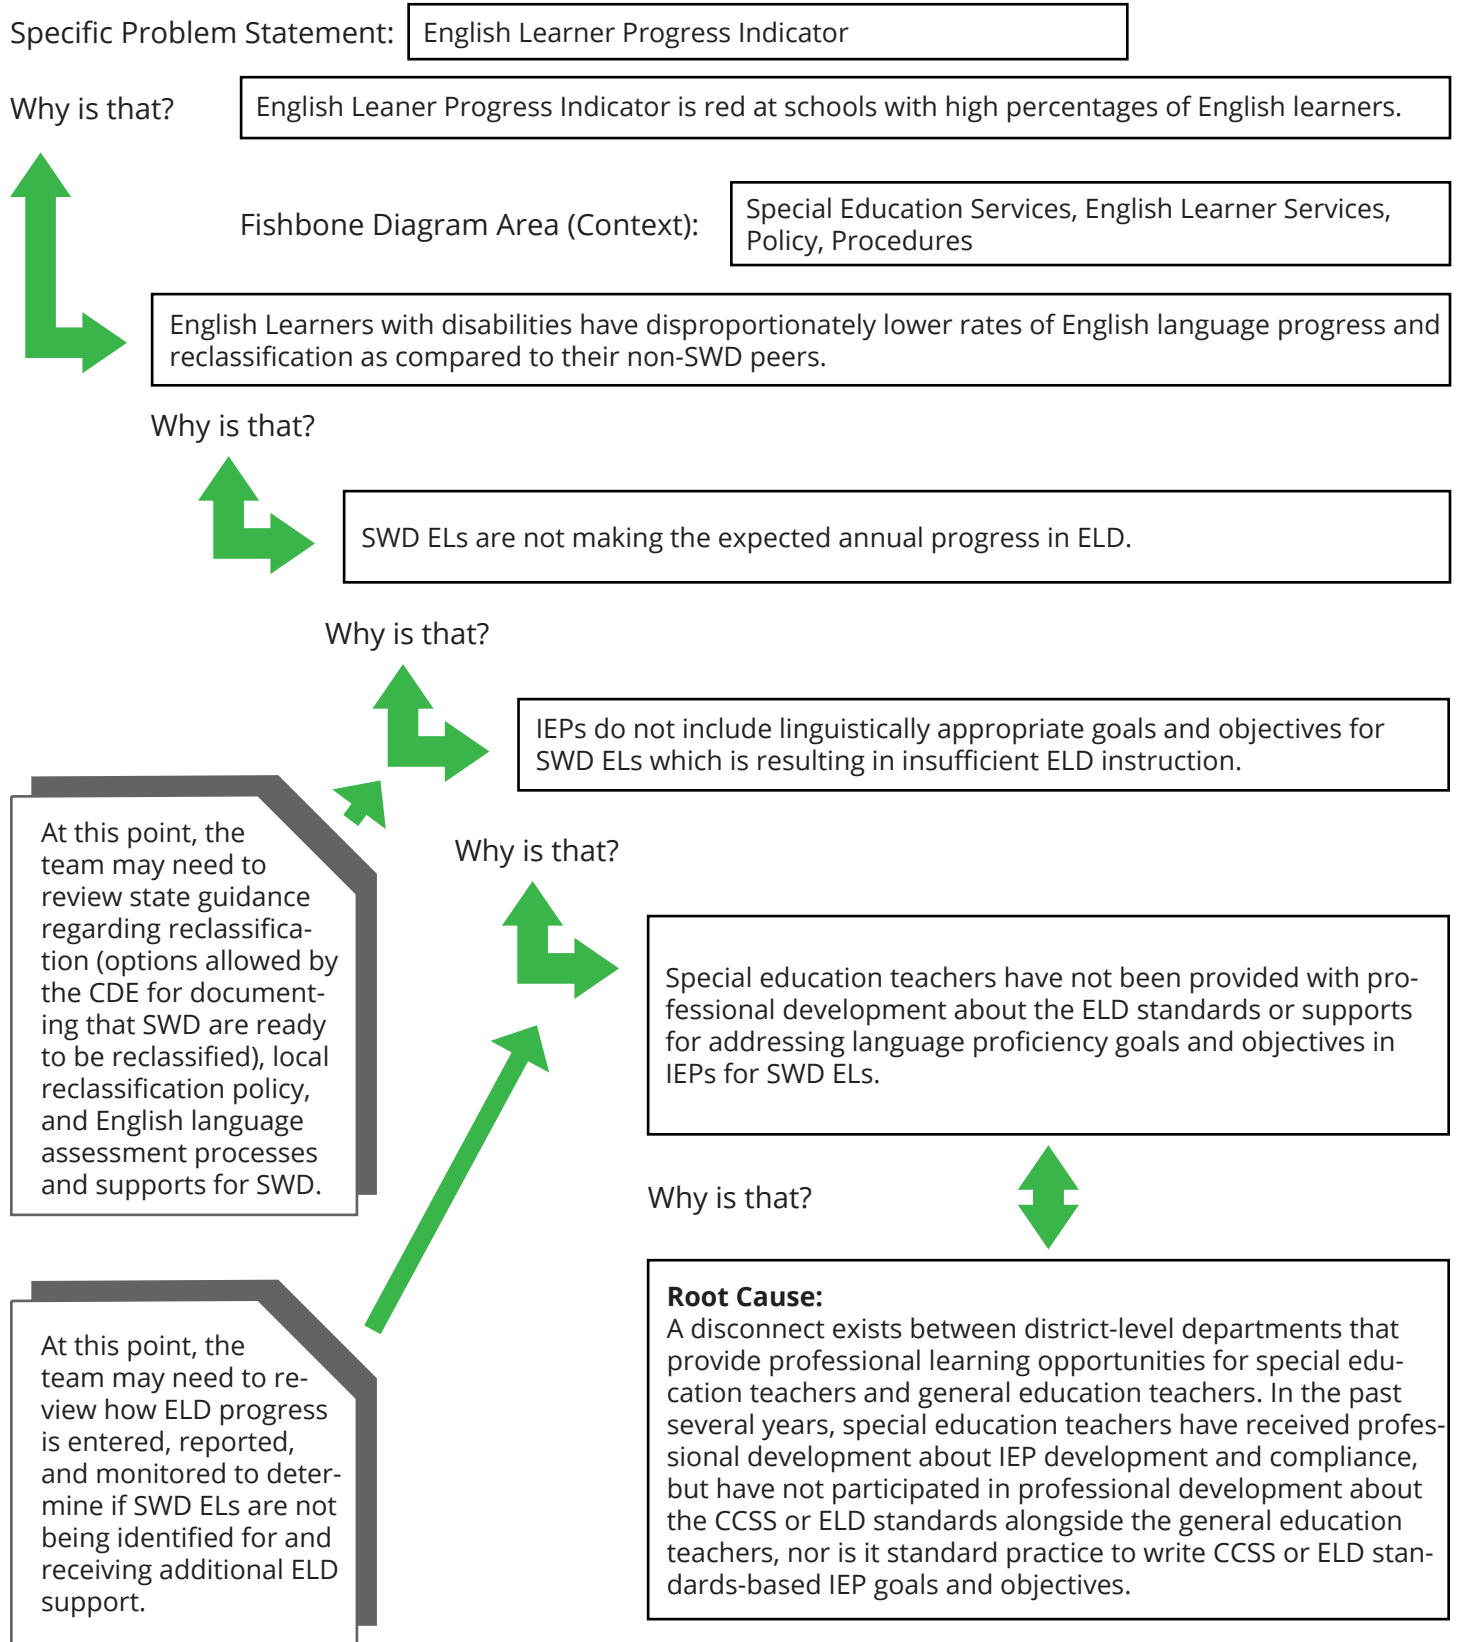 Specific Problem Statement:
English Learner Progress Indicator
Why is that?
English Leaner Progress Indicator is red at schools with high percentages of English learners.
Fishbone Diagram Area (Context):
Special Education Services, English Learner Services,
Policy, Procedures
English Learners with disabilities have disproportionately lower rates of English language progress and
reclassification as compared to their non-SWD peers.
Why is that?
SWD ELs are not making the expected annual progress in ELD.
Why is that?
IEPs do not include linguistically appropriate goals and objectives for
SWD ELs which is resulting in insufficient ELD instruction.
At this point, the
team may need to
review state guidance
regarding reclassifica-
tion (options allowed by
the CDE for document-
ing that SWD are ready
to be reclassified), local
reclassification policy,
and English language
assessment processes
and supports for SWD.
Why is that?
Special education teachers have not been provided with pro-
fessional development about the ELD standards or supports
for addressing language proficiency goals and objectives in
IEPs for SWD ELs.
At this point, the
team may need to re-
view how ELD progress
is entered, reported,
and monitored to deter-
mine if SWD ELs are not
being identified for and
receiving additional ELD
support.
Why is that?
Root Cause:
A disconnect exists between district-level departments that
provide professional learning opportunities for special edu-
cation teachers and general education teachers. In the past
several years, special education teachers have received profes-
sional development about IEP development and compliance,
but have not participated in professional development about
the CCSS or ELD standards alongside the general education
teachers, nor is it standard practice to write CCSS or ELD stan-
dards-based IEP goals and objectives.